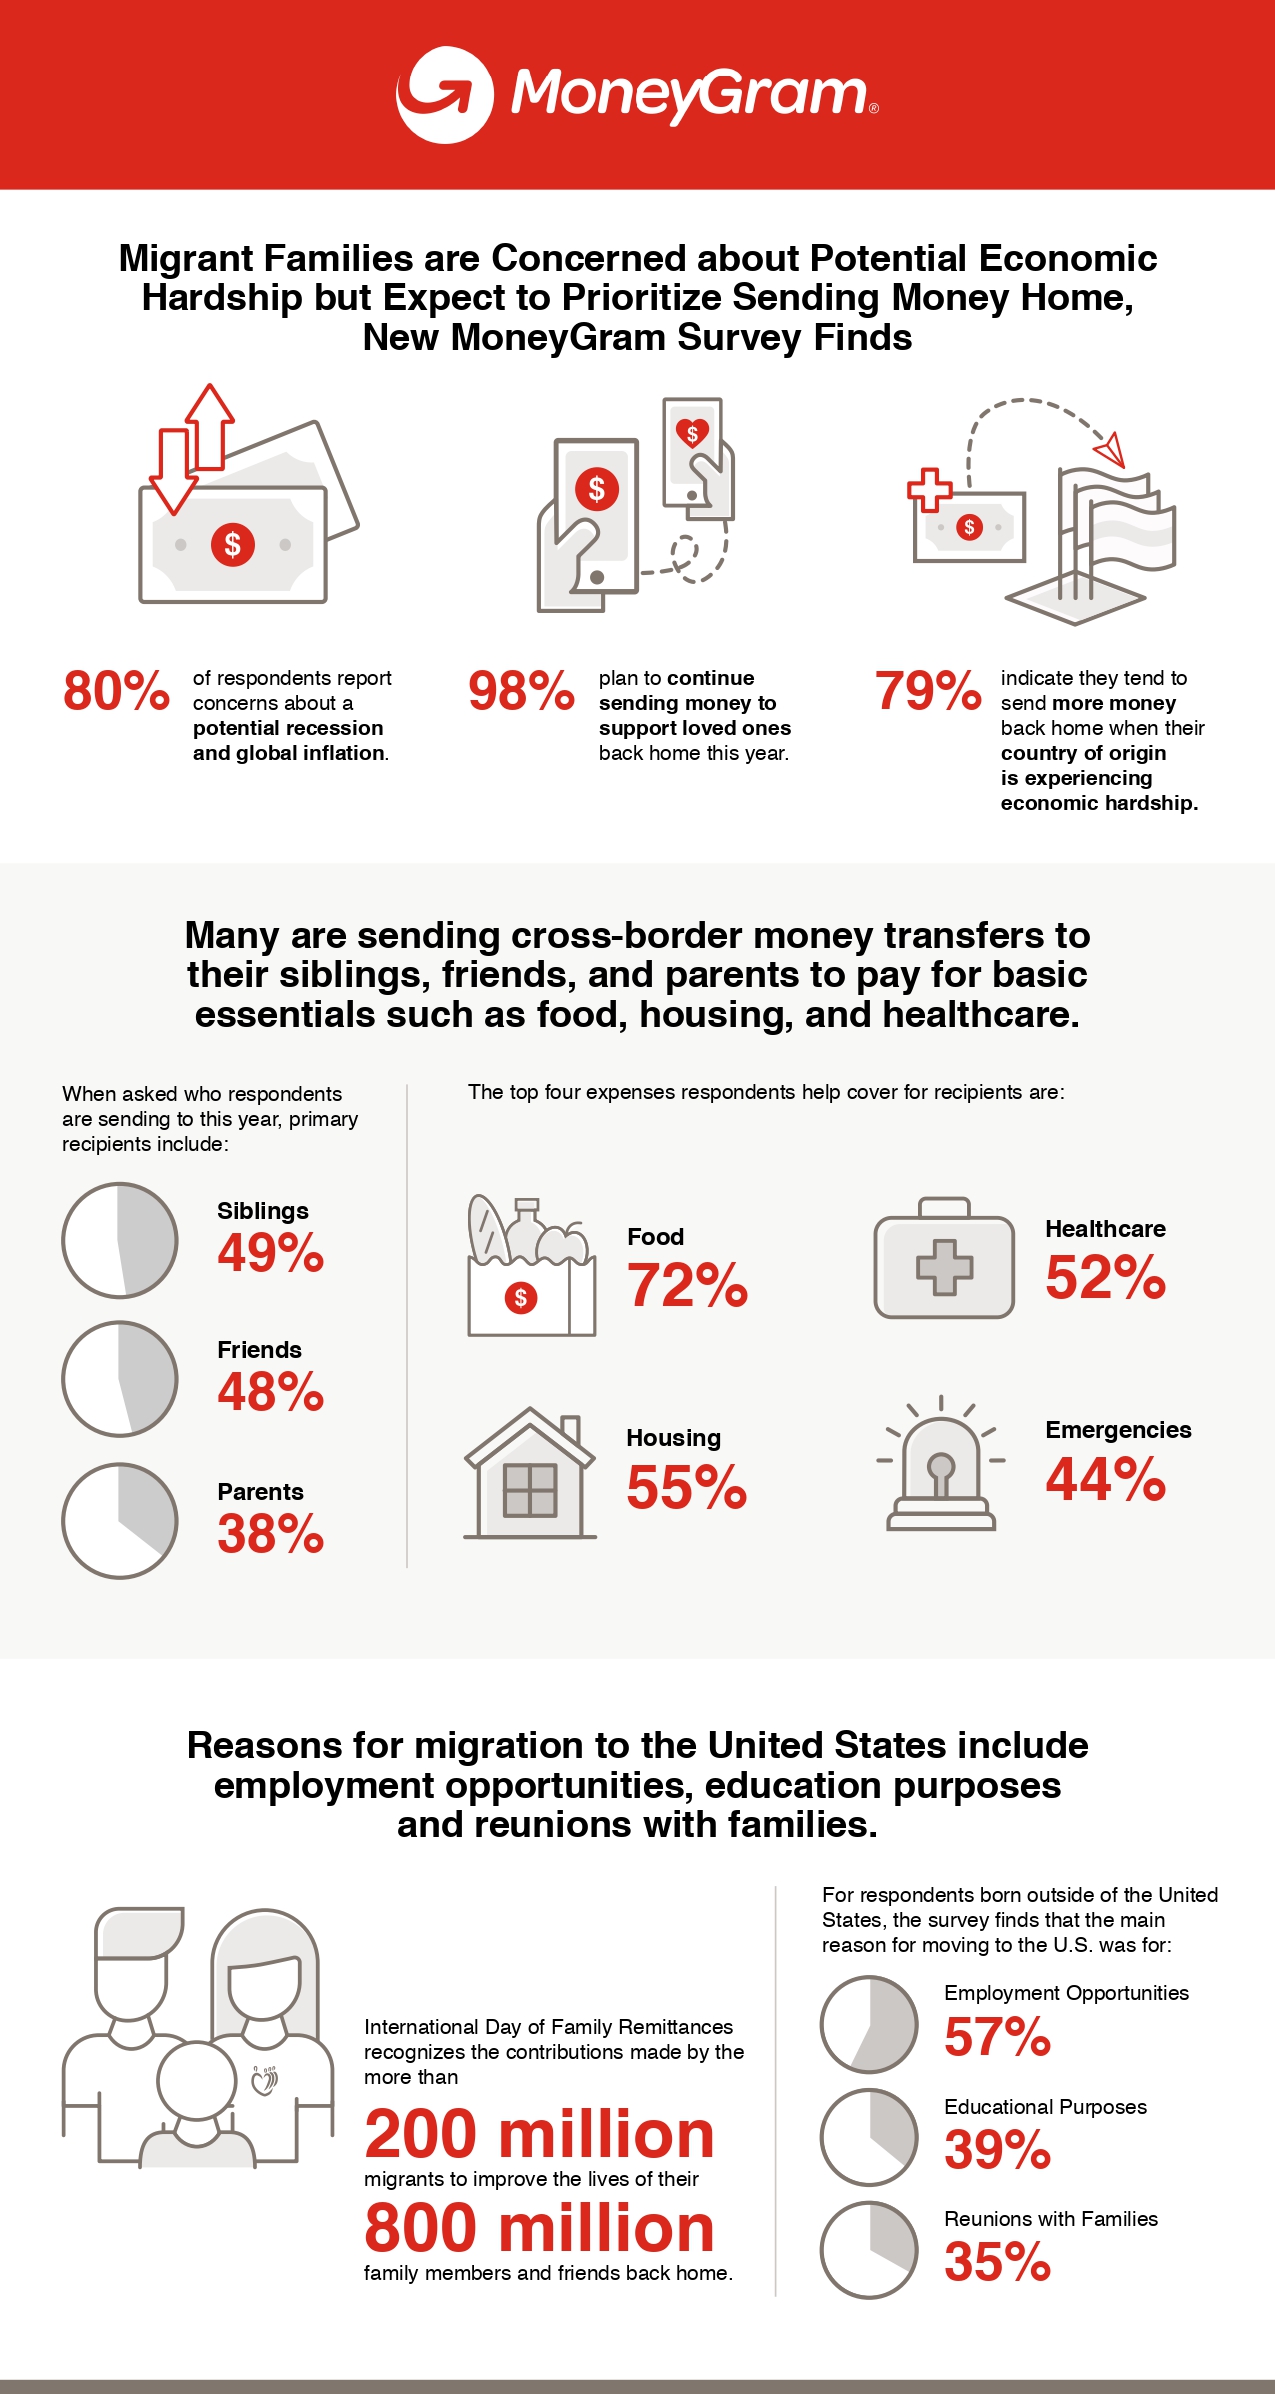 MoneyGram®
Migrant Families are Concerned about Potential Economic
Hardship but Expect to Prioritize Sending Money Home,
New MoneyGram Survey Finds
$
$
$
$
80%
of respondents report
concerns about a
potential recession
and global inflation.
98%
plan to continue
sending money to
support loved ones
back home this year.
79%
indicate they tend to
send more money
back home when their
country of origin
is experiencing
economic hardship.
Many are sending cross-border money transfers to
their siblings, friends, and parents to pay for basic
essentials such as food, housing, and healthcare.
When asked who respondents
are sending to this year, primary
recipients include:
Siblings
49%
Friends
48%
Parents
38%
The top four expenses respondents help cover for recipients are:
$
Food
72%
Healthcare
52%
Housing
55%
Emergencies
44%
Reasons for migration to the United States include
employment opportunities, education purposes
and reunions with families.
International Day of Family Remittances
recognizes the contributions made by the
more than
200 million
migrants to improve the lives of their
800 million
family members and friends back home.
For respondents born outside of the United
States, the survey finds that the main
reason for moving to the U.S. was for:
Employment Opportunities
57%
Educational Purposes
39%
Reunions with Families
35%